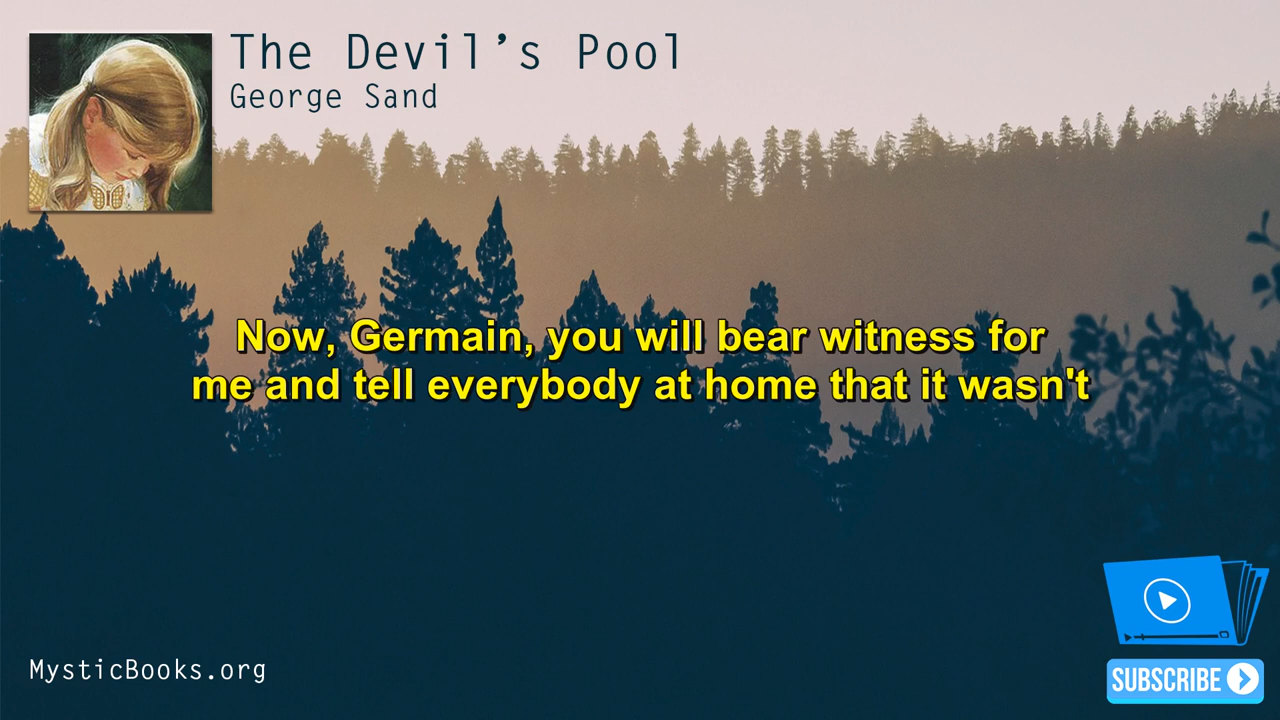 The Devil's Pool
George Sand
Now, Germain, you will bear witness for
me and tell everybody at home that it wasn't
MysticBooks.org
SUBSCRIBE